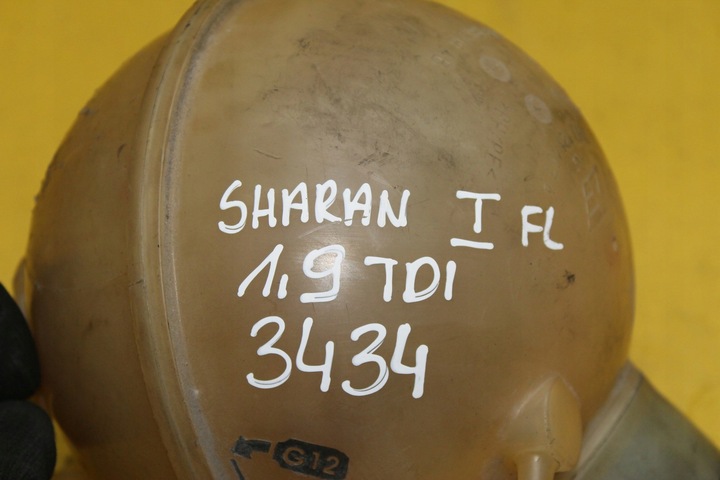 SHARAN I FL
1,9 TDI
3434
G12